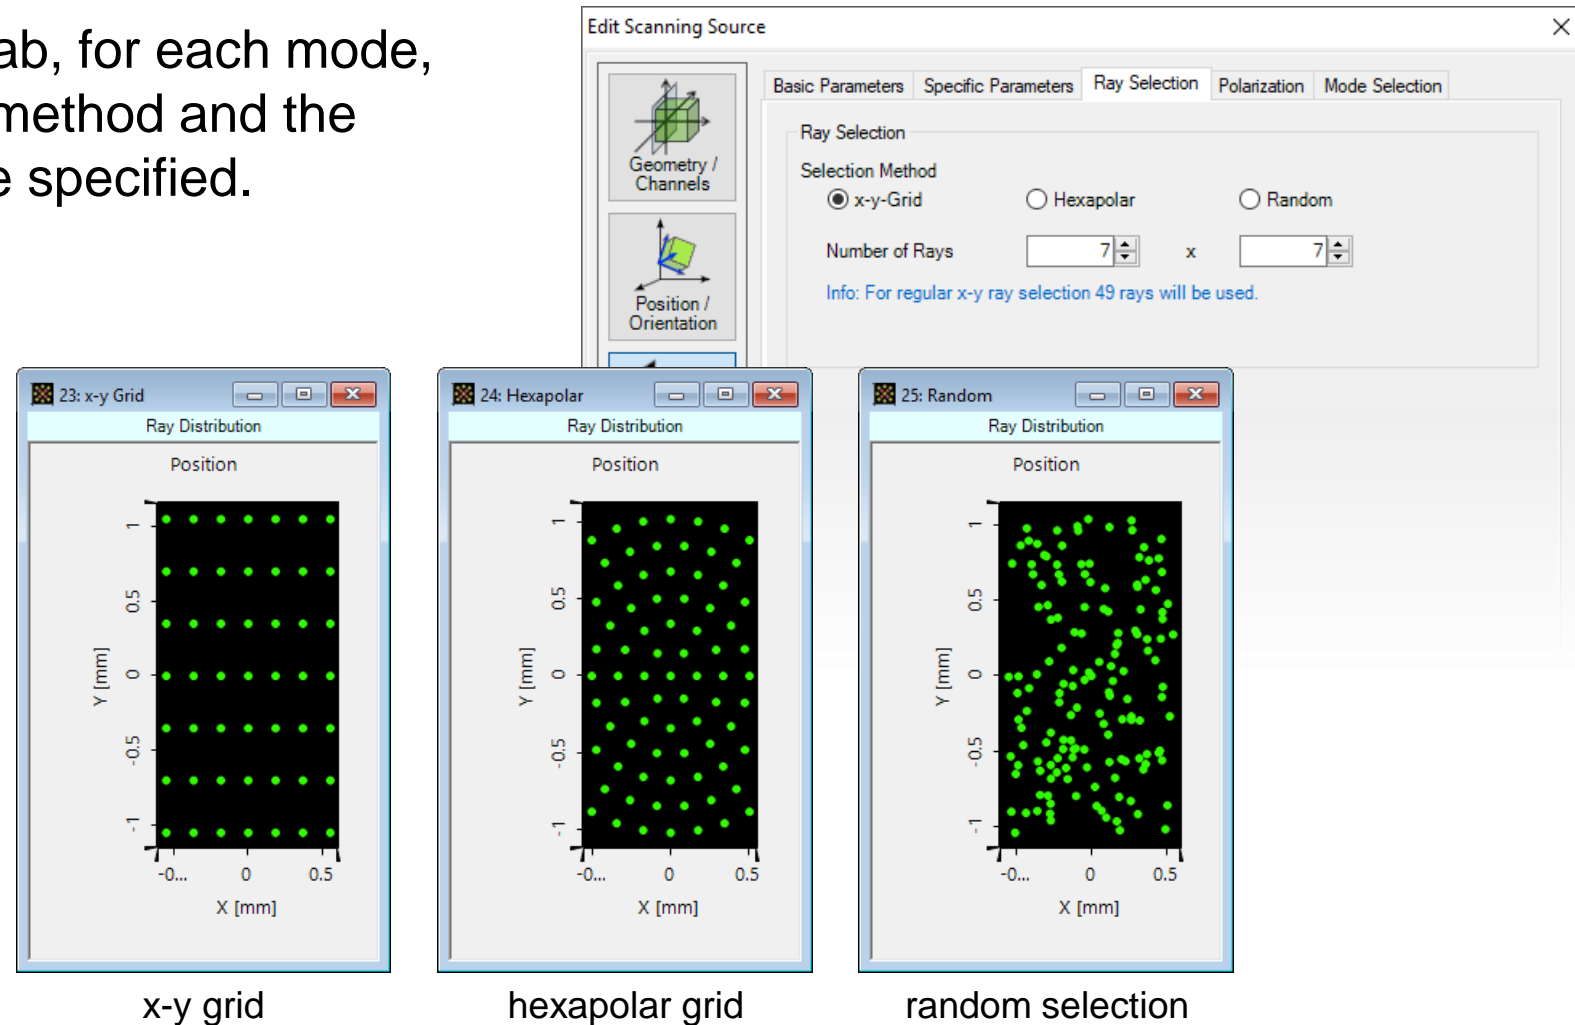 ab, for each mode,
method and the
e specified.
Edit Scanning Source
Basic Parameters Specific Parameters Ray Selection Polarization Mode Selection
Geometry /
Channels
Position /
Orientation
Ray Selection
Selection Method
x-y-Grid Hexapolar Random
Number of Rays 7 x 7
Info: For regular x-y ray selection 49 rays will be used.
23: x-y Grid
Ray Distribution
Position
1
0.5
0
-0.5
-1
Y [mm]
-0... 0 0.5
X [mm]
x-y grid
24: Hexapolar
Ray Distribution
Position
1
0.5
0
-0.5
-1
Y [mm]
-0... 0 0.5
X [mm]
hexapolar grid
25: Random
Ray Distribution
Position
1
0.5
0
-0.5
-1
Y [mm]
-0... 0 0.5
X [mm]
random selection